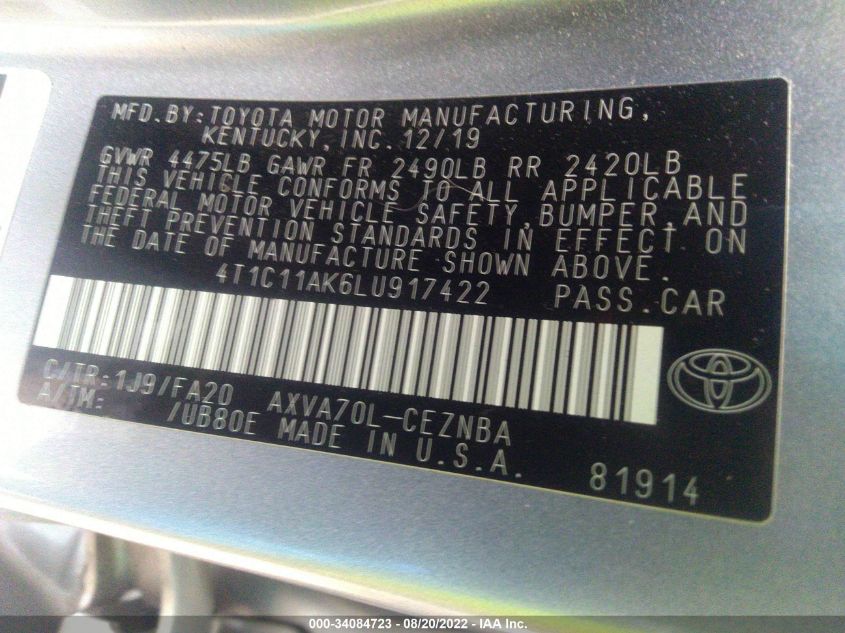 MFD.BY:TOYOTA MOTOR MANUFACTURING,
KENTUCKY,INC.12/19
GVWR 4475LB GAWR FR 2490LB RR 2420LB
THIS VEHICLE CONFORMS TO ALL APPLICABLE
FEDERAL MOTOR VEHICLE SAFETY,BUMPER,AND
THEFT PREVENTION STANDARDS IN EFFECT ON
THE DATE OF MANUFACTURE SHOWN ABOVE.
4T1C11AK6LU917422 PASS.CAR
C/TR:1J9/FA20 AXVA70L-CEZNBA
A/TM: /UB80E MADE IN U.S.A.
81914
000-34084723 - 08/20/2022 - IAA Inc.